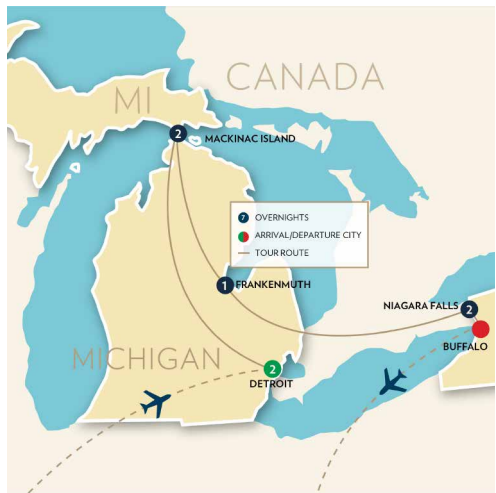 CANADA
MI
2
MACKINAC ISLAND
7 OVERNIGHTS
ARRIVAL/DEPARTURE CITY
TOUR ROUTE
1 FRANKENMUTH
NIAGARA FALLS 2
BUFFALO
MICHIGAN
2
DETROIT